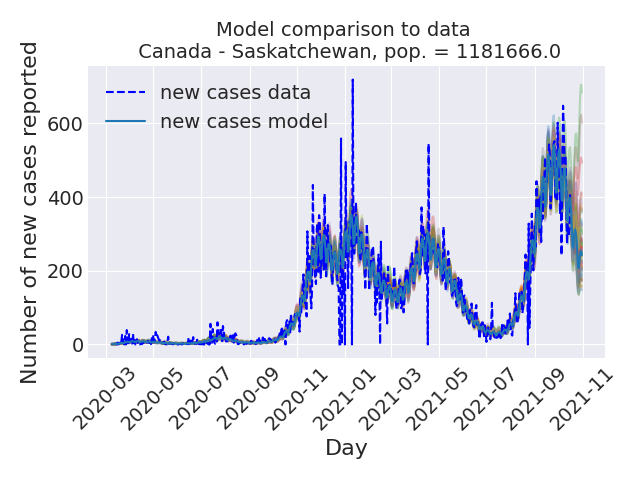 Model comparison to data
Canada - Saskatchewan, pop. = 1181666.0
new cases data
new cases model
Number of new cases reported
600
400
200
0
2020-03
2020-05
2020-07
2020-09
2020-11
2021-01
2021-03
2021-05
2021-07
2021-09
2021-11
Day